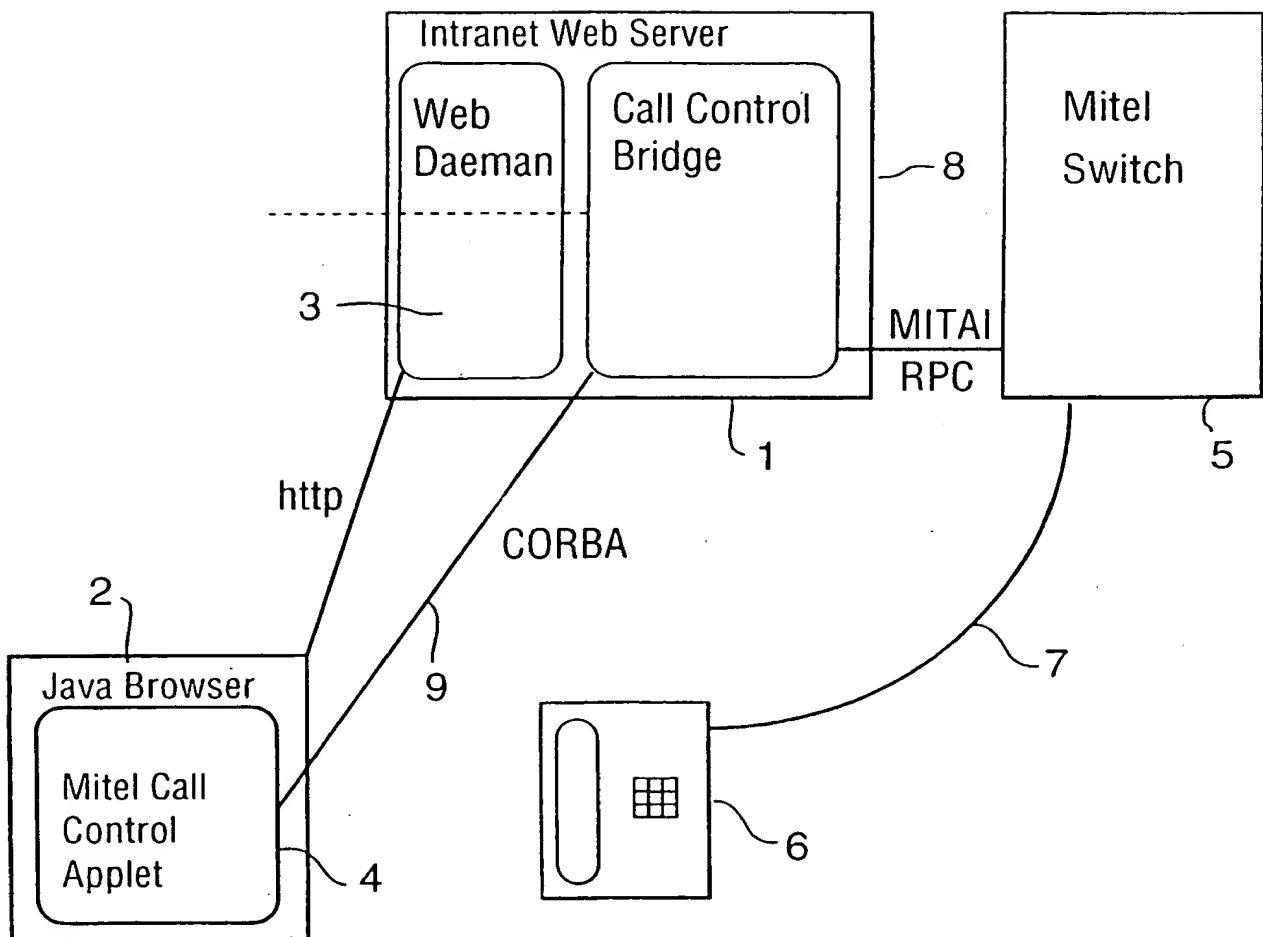 Intranet Web Server
Web
Daeman
Call Control
Bridge
Mitel
Switch
8
3
MITAI
RPC
1
5
http
CORBA
2
9
7
Java Browser
Mitel Call
Control
Applet
4
6